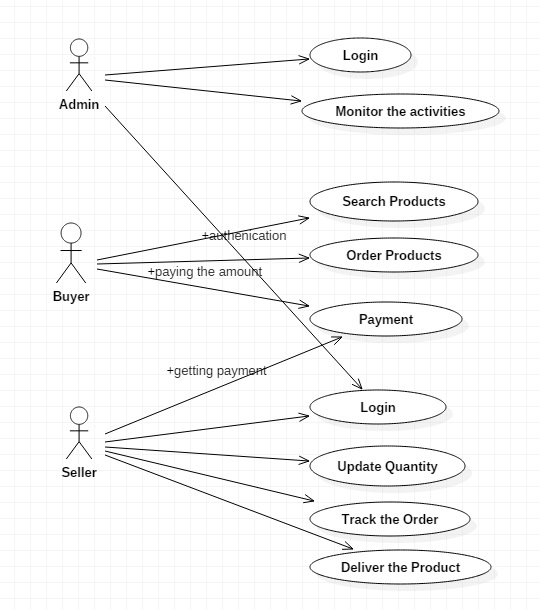 Login
Admin
Monitor the activities
Search Products
+authenication
Order Products
+paying the amount
Buyer
Payment
+getting payment
Login
Seller
Update Quantity
Track the Order
Deliver the Product